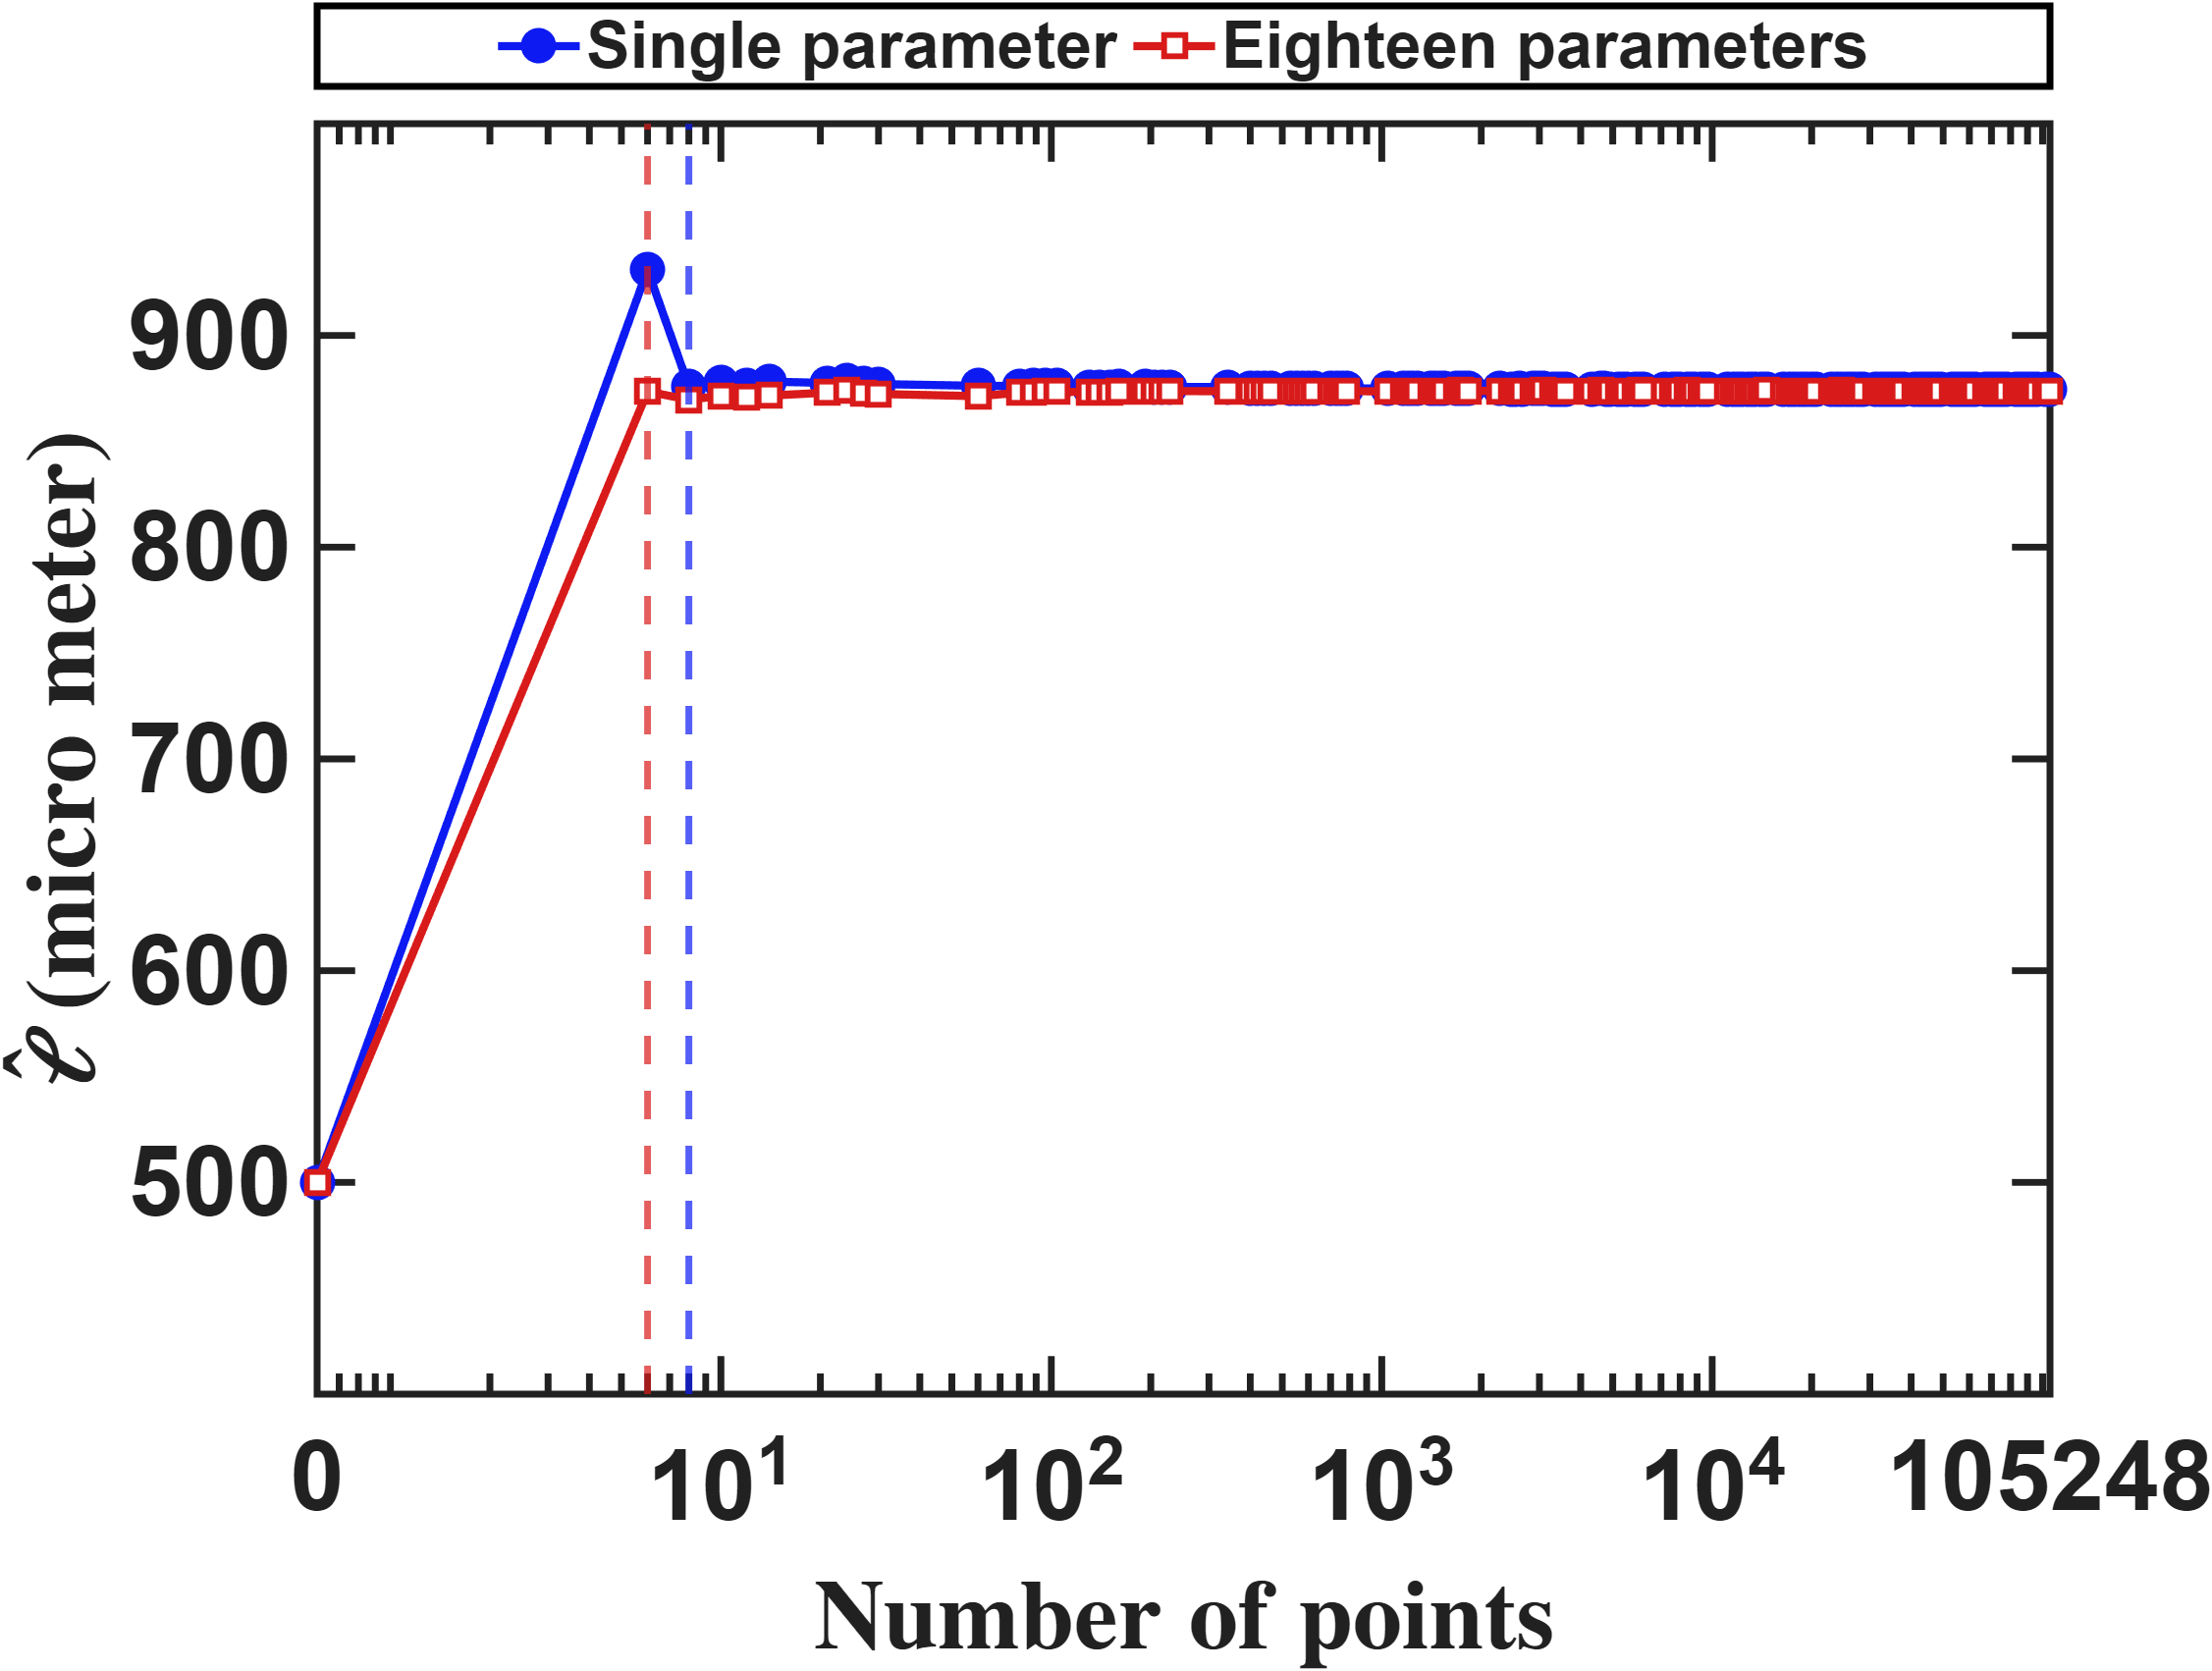 Single parameter Eighteen parameters
900
800
700
600
500
ℓ̂ (micro meter)
0 10¹ 10² 10³ 10⁴ 105248
Number of points